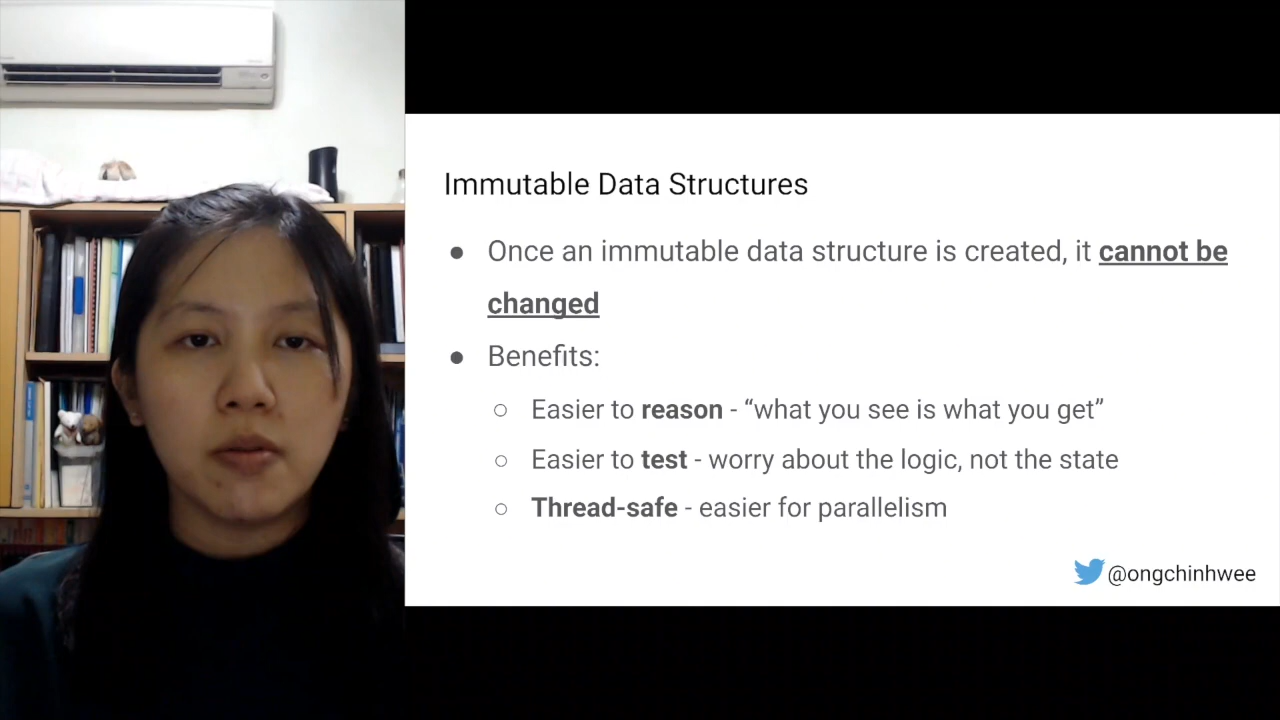 Immutable Data Structures
● Once an immutable data structure is created, it cannot be
changed
● Benefits:
○ Easier to reason - “what you see is what you get”
○ Easier to test - worry about the logic, not the state
○ Thread-safe - easier for parallelism
@ongchinhwee